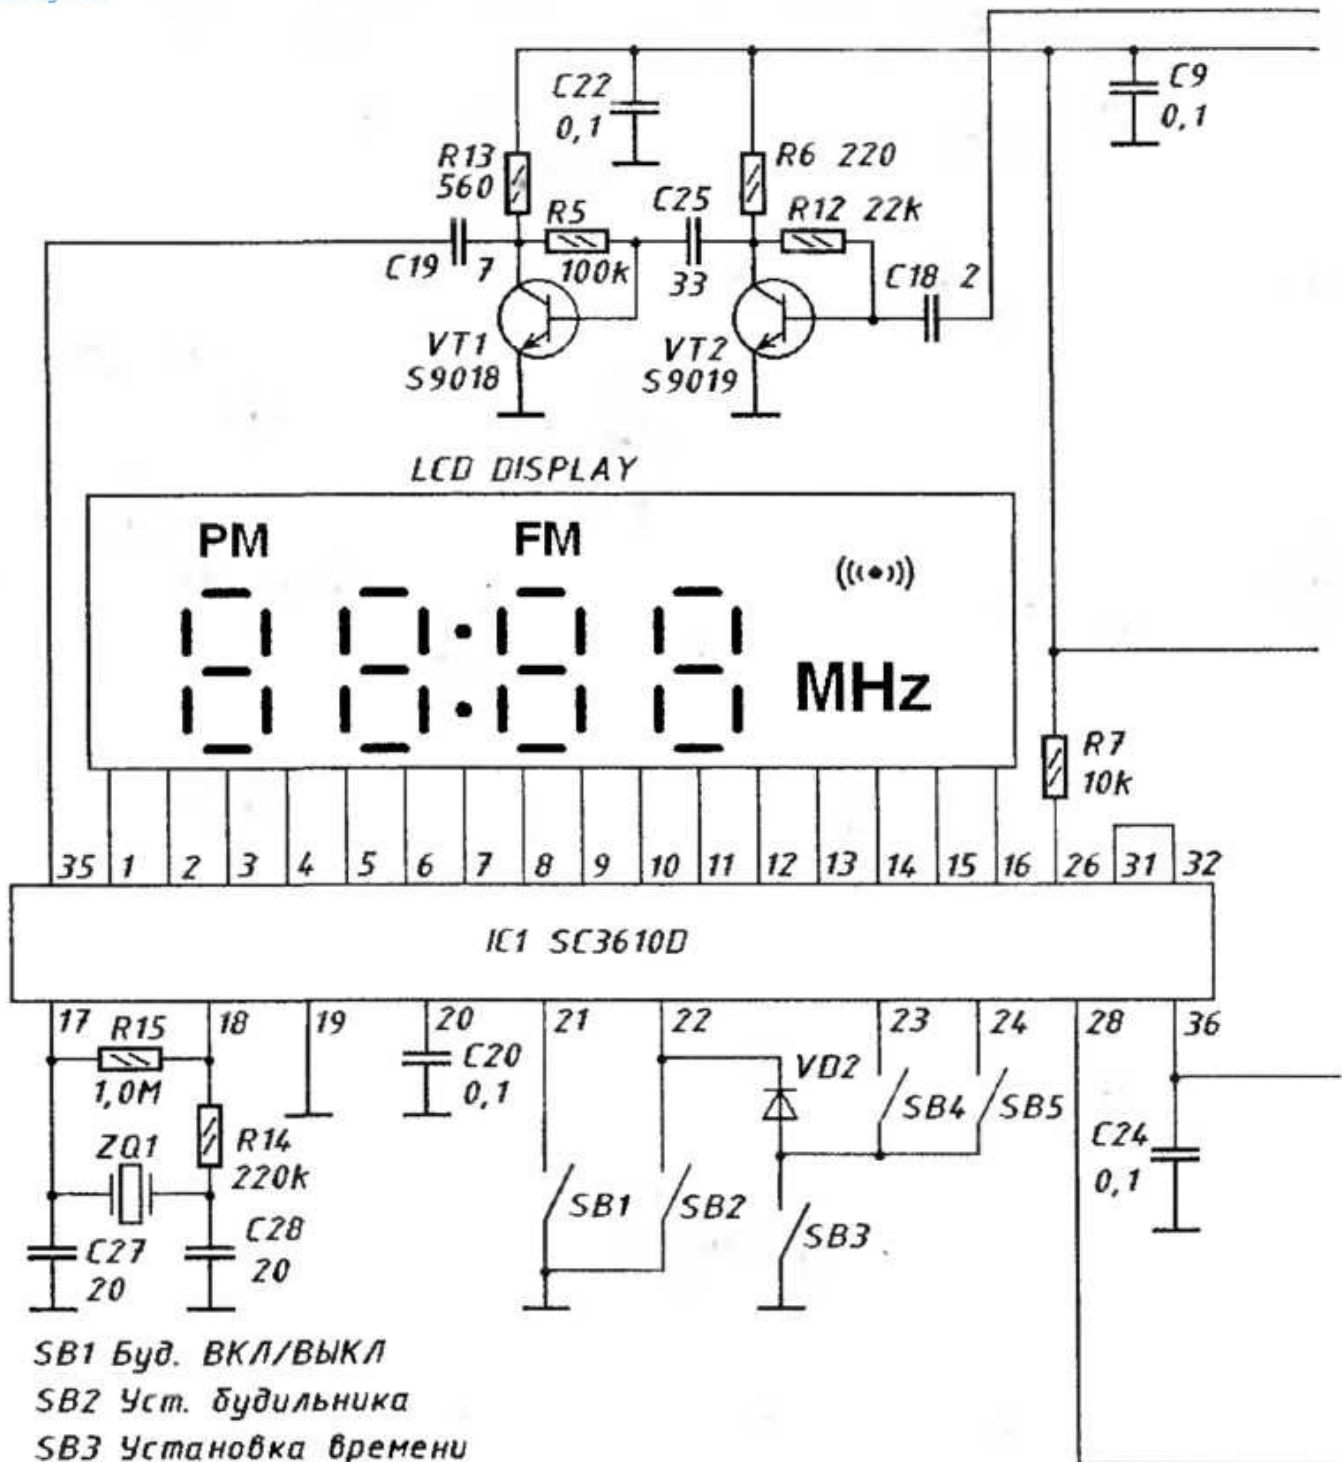 C22
0,1
C9
0,1
R13
560
R6 220
R5
100k
C25
33
R12 22k
C19 7
C18 2
VT1
S9018
VT2
S9019
LCD DISPLAY
PM FM
MHz
R7
10k
35 1 2 3 4 5 6 7 8 9 10 11 12 13 14 15 16 26 31 32
IC1 SC3610D
17 18 19 20 21 22 23 24 28 36
R15
1,0M
C20
0,1
VD2
SB4
SB5
ZQ1
R14
220k
C24
0,1
SB1
SB2
SB3
C27
20
C28
20
SB1 Буд. ВКЛ/ВЫКЛ
SB2 Уст. будильника
SB3 Установка времени